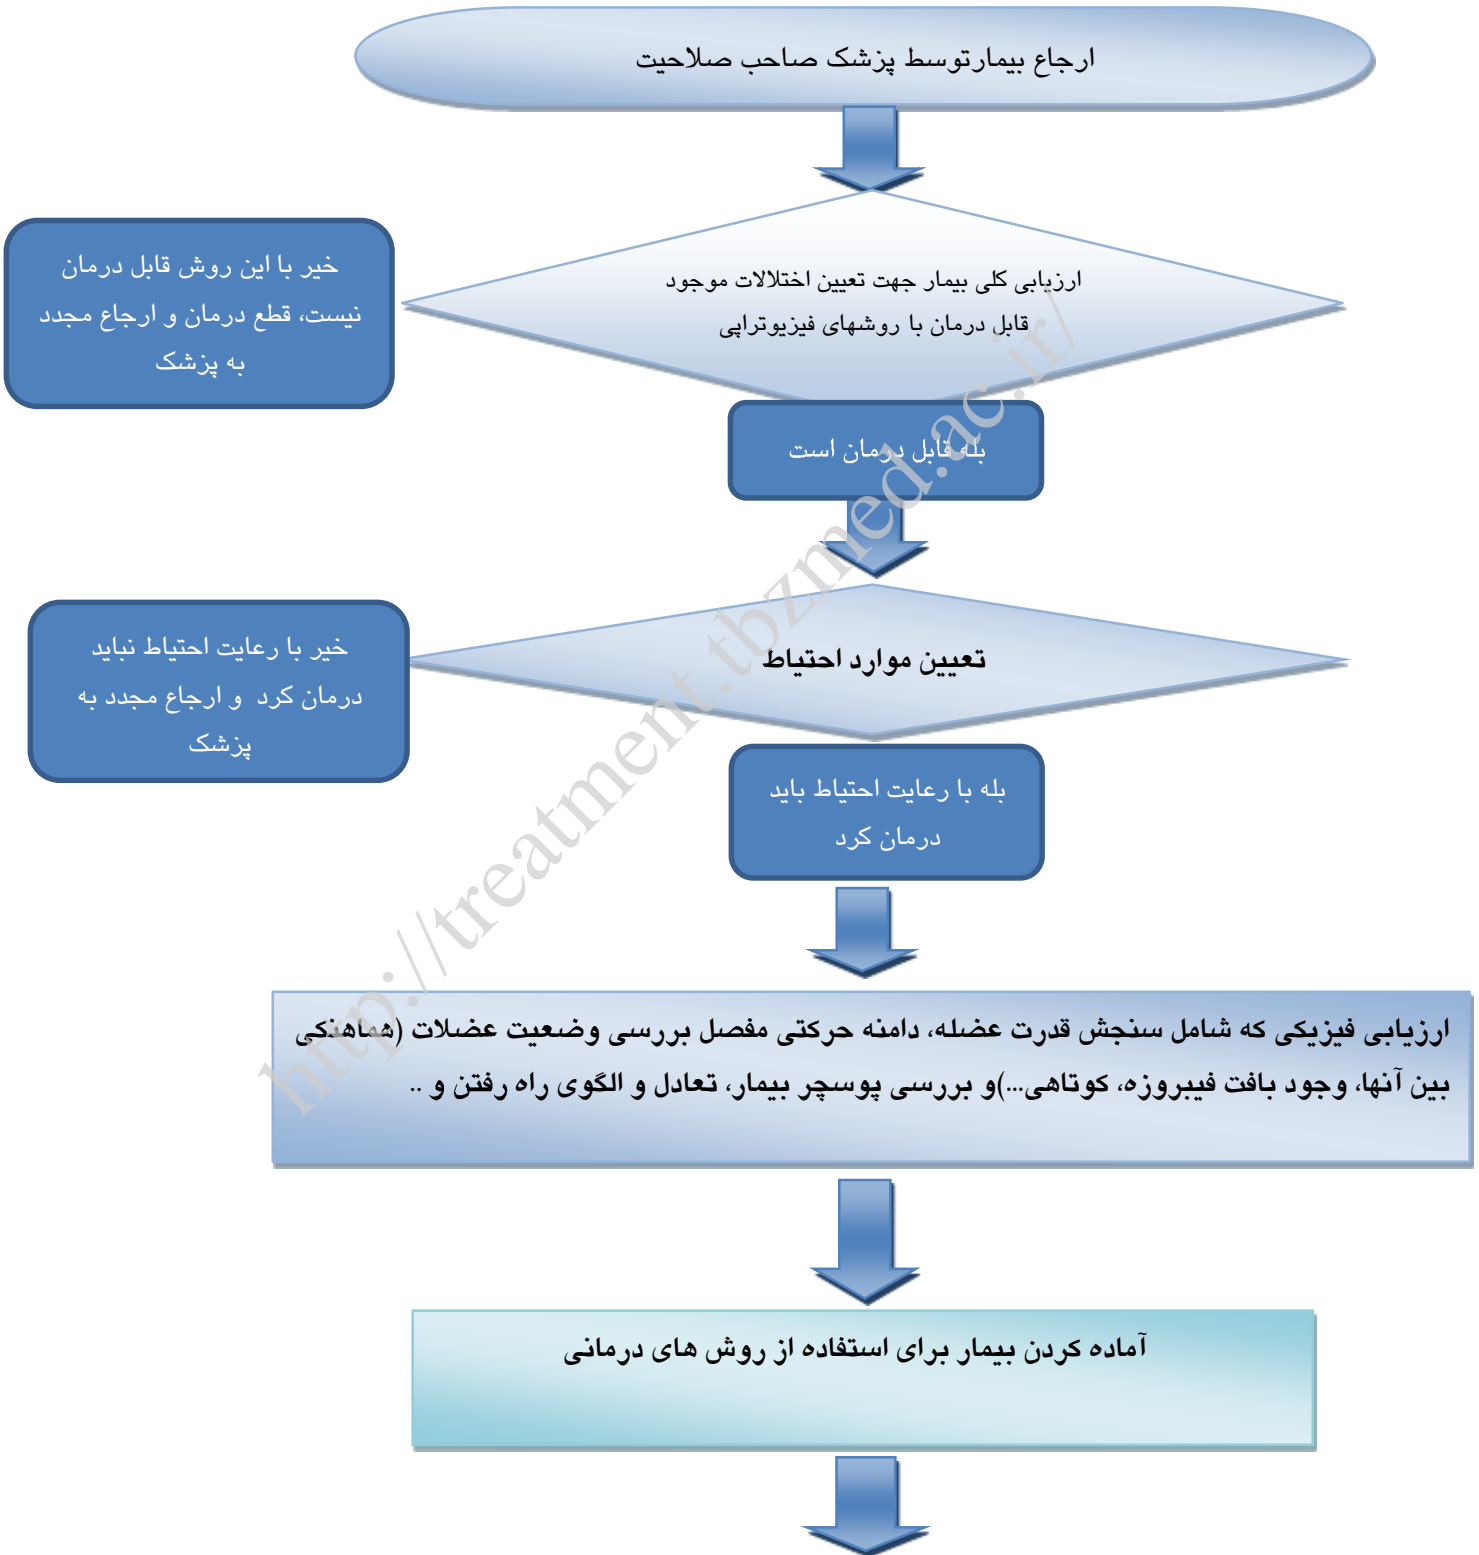 ارجاع بیمارتوسط پزشک صاحب صلاحیت
ارزیابی کلی بیمار جهت تعیین اختلالات موجود
قابل درمان با روشهای فیزیوتراپی
خیر با این روش قابل درمان
نیست، قطع درمان و ارجاع مجدد
به پزشک
بله قابل درمان است
تعیین موارد احتیاط
خیر با رعایت احتیاط نباید
درمان کرد و ارجاع مجدد به
پزشک
بله با رعایت احتیاط باید
درمان کرد
ارزیابی فیزیکی که شامل سنجش قدرت عضله، دامنه حرکتی مفصل بررسی وضعیت عضلات (هماهنکی
بین آنها، وجود بافت فیبروزه، کوتاهی...)و بررسی پوسچر بیمار، تعادل و الگوی راه رفتن و ..
آماده کردن بیمار برای استفاده از روش های درمانی
http://treatment.tbzmed.ac.ir/